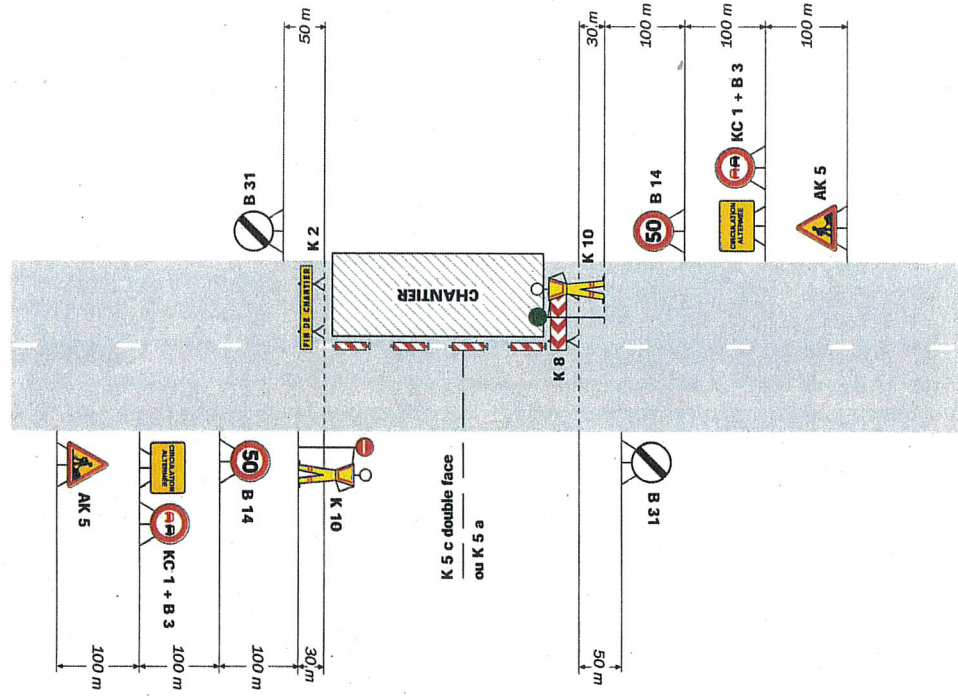 50 m
30 m
100 m
100 m
100 m
B 31
K 2
FIN DE CHANTIER
CHANTIER
K 10
K 8
50
B 14
CIRCULATION
ALTERNÉE
KC 1 + B 3
AK 5
AK 5
CIRCULATION
ALTERNÉE
KC 1 + B 3
50
B 14
K 10
K 5 c double face
ou K 5 a
B 31
100 m
100 m
100 m
30 m
50 m